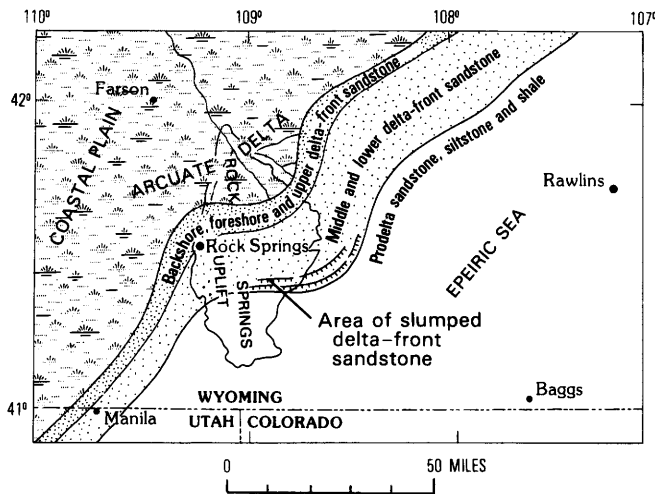 110°
109°
108°
107°
42°
41°
Farson
COASTAL PLAIN
ARCUATE DELTA
ROCK
SPRINGS
UPLIFT
Backshore, foreshore and upper delta-front sandstone
Middle and lower delta-front sandstone
Prodelta sandstone, siltstone and shale
Rawlins
EPEIRIC SEA
Rock Springs
Area of slumped
delta-front
sandstone
Baggs
Manila
WYOMING
UTAH
COLORADO
0
50 MILES